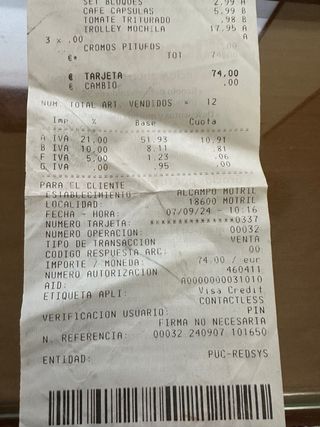 SET BLOQUES 2,99 A
CAFE CAPSULAS 5.99 B
TOMATE TRITURADO .98 B
TROLLEY MOCHILA 17.95 A
3 x .00 A
CROMOS PITUFOS .00
€* TOT
€ TARJETA 74.00
€ CAMBIO .00
NUM. TOTAL ART. VENDIDOS = 12
Imp. % Base Cuota
A IVA 21.00 51.93 10.91
B IVA 10.00 8.11 .81
F IVA 5.00 1.23 .06
G IVA .00 .95 .00
PARA EL CLIENTE
ESTABLECIMIENTO: ALCAMPO MOTRIL
LOCALIDAD: 18600 MOTRIL
FECHA - HORA: 07/09/24 - 10:16
NUMERO TARJETA: ************0337
NUMERO OPERACION: 00032
TIPO DE TRANSACCION: VENTA
CODIGO RESPUESTA ARC: 00
IMPORTE / MONEDA: 74.00 / eur
NUMERO AUTORIZACION: 460411
AID: A0000000031010
ETIQUETA APLI: Visa Credit
CONTACTLESS
VERIFICACION USUARIO: PIN
FIRMA NO NECESARIA
N. REFERENCIA: 00032 240907 101650
ENTIDAD: PUC-REDSYS